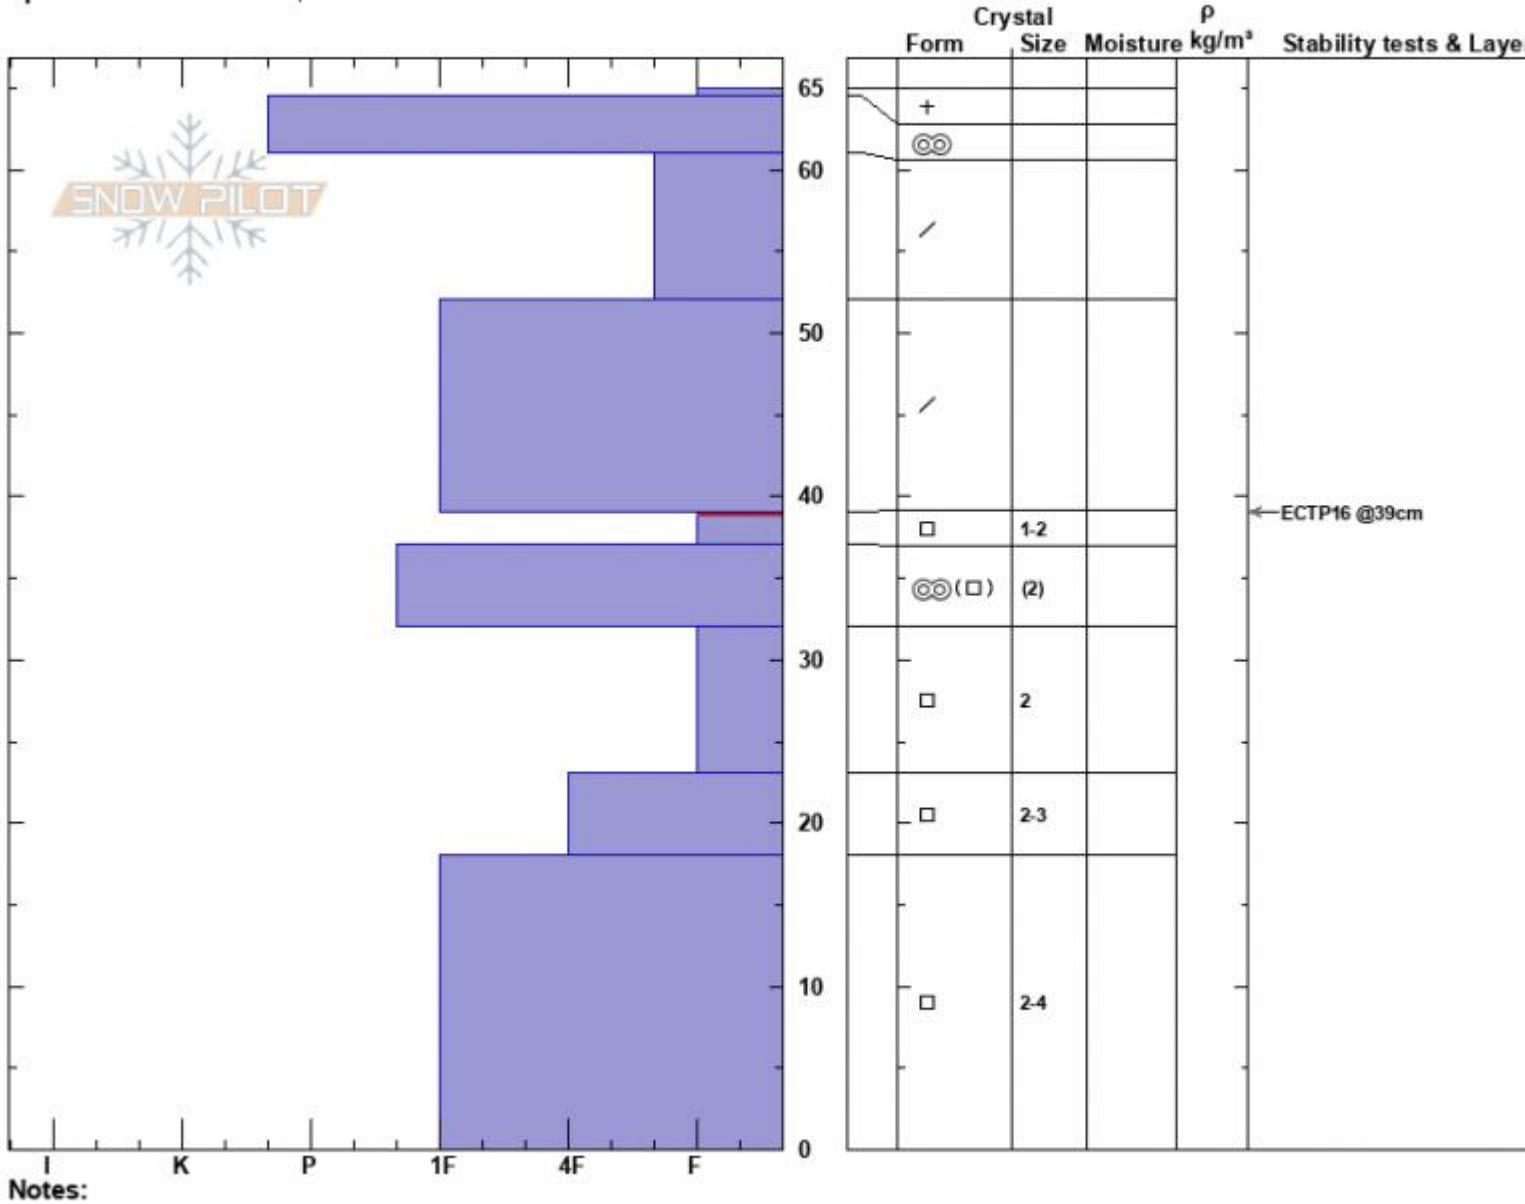 Crystal ρ
Form Size Moisture kg/m³ Stability tests & Laye
SNOW PILOT
65
60
50
40
30
20
10
0
+
/
/
□ 1-2
(□) (2)
□ 2
□ 2-3
□ 2-4
←ECTP16 @39cm
I K P 1F 4F F
Notes: